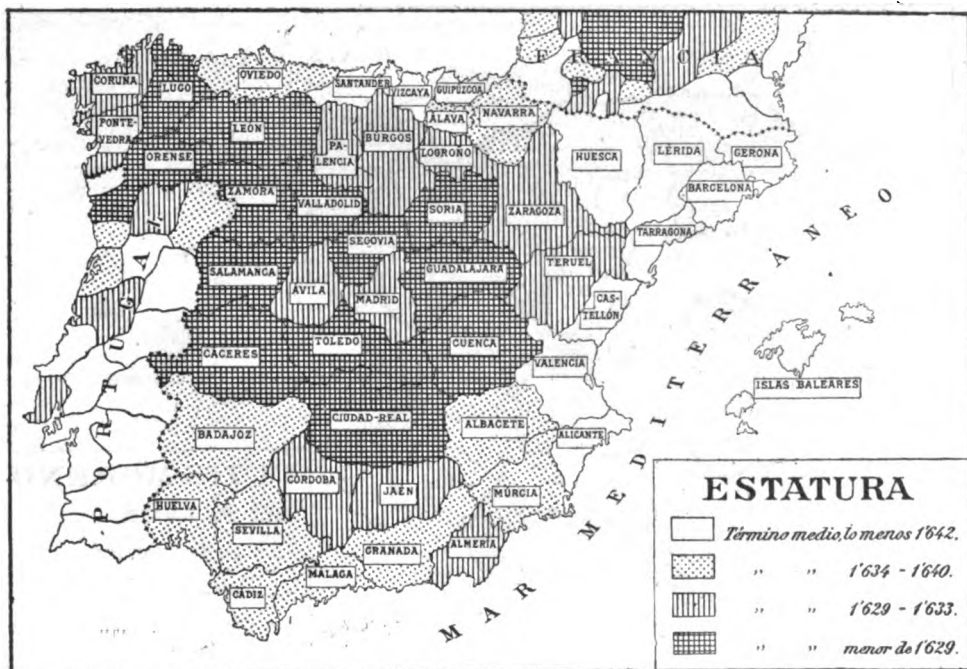 FRANCIA
CORUÑA
LUGO
OVIEDO
SANTANDER
VIZCAYA
GUIPÚZCOA
ÁLAVA
NAVARRA
PONTE-
VEDRA
ORENSE
LEON
PA-
LENCIA
BURGOS
LOGROÑO
HUESCA
LÉRIDA
GERONA
BARCELONA
ZAMORA
VALLADOLID
SORIA
ZARAGOZA
TARRAGONA
SEGOVIA
SALAMANCA
ÁVILA
MADRID
GUADALAJARA
TERUEL
CAS-
TELLÓN
CÁCERES
TOLEDO
CUENCA
VALENCIA
ISLAS BALEARES
BADAJOZ
CIUDAD-REAL
ALBACETE
ALICANTE
CÓRDOBA
JAÉN
MÚRCIA
HUELVA
SEVILLA
GRANADA
ALMERÍA
CÁDIZ
MALAGA
PORTUGAL
MAR MEDITERRÁNEO
ESTATURA
Término medio, lo menos 1'642.
" " 1'634 - 1'640.
" " 1'629 - 1'633.
" " menor de 1'629.